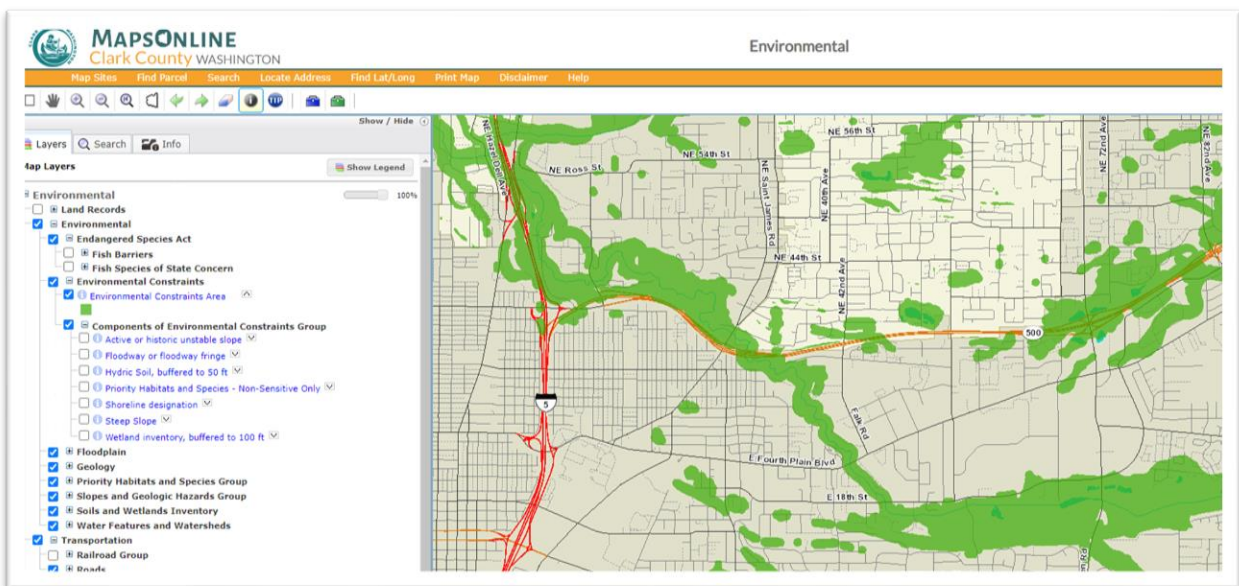 MAPSONLINE
Clark County WASHINGTON
Environmental
Map Sites Find Parcel Search Locate Address Find Lat/Long Print Map Disclaimer Help
TIP
Show / Hide
Layers Search Info
Map Layers Show Legend
Environmental 100%
Land Records
Environmental
Endangered Species Act
Fish Barriers
Fish Species of State Concern
Environmental Constraints
Environmental Constraints Area
Components of Environmental Constraints Group
Active or historic unstable slope
Floodway or floodway fringe
Hydric Soil, buffered to 50 ft
Priority Habitats and Species - Non-Sensitive Only
Shoreline designation
Steep Slope
Wetland inventory, buffered to 100 ft
Floodplain
Geology
Priority Habitats and Species Group
Slopes and Geologic Hazards Group
Soils and Wetlands Inventory
Water Features and Watersheds
Transportation
Railroad Group
Roads
NE Hazel Dell Ave
NE Ross St
NE 54th St
NE 56th St
NE Saint James Rd
NE 40th Ave
NE 72nd Ave
NE 82nd Ave
NE 44th St
NE 42nd Ave
500
5
Falk Rd
E Fourth Plain Blvd
E 18th St